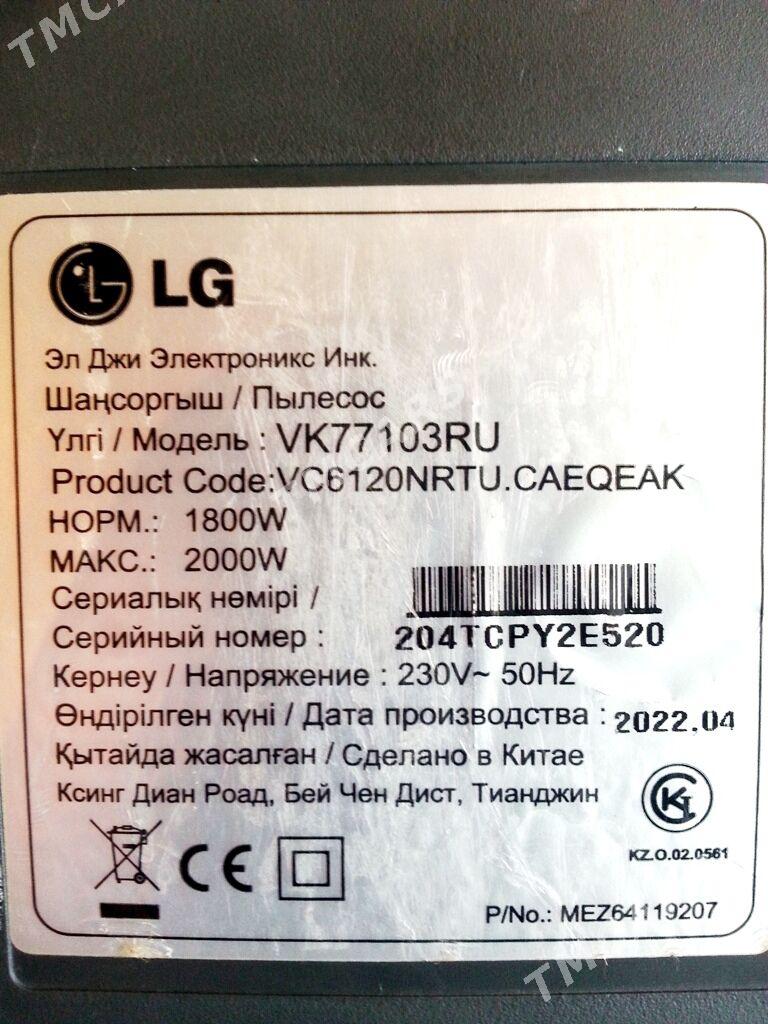 LG
Эл Джи Электроникс Инк.
Шаңсорғыш / Пылесос
Үлгі / Модель : VK77103RU
Product Code:VC6120NRTU.CAEQEAK
НОРМ.: 1800W
МАКС.: 2000W
Сериалық нөмірі /
Серийный номер : 204TCPY2E520
Кернеу / Напряжение : 230V~ 50Hz
Өндірілген күні / Дата производства : 2022.04
Қытайда жасалған / Сделано в Китае
Ксинг Диан Роад, Бей Чен Дист, Тианджин
KZ.O.02.0561
CE
P/No.: MEZ64119207